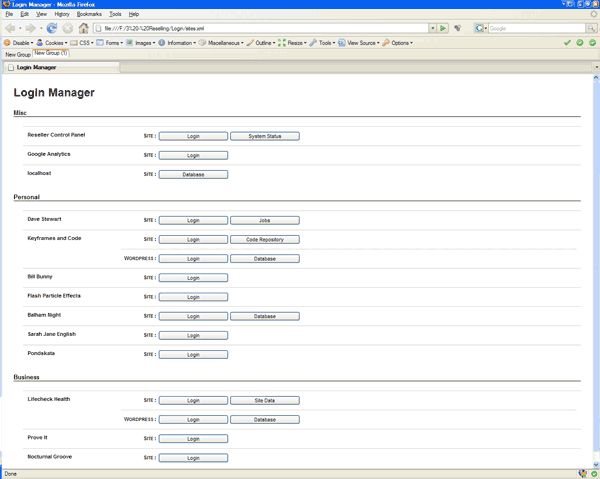 Login Manager - Mozilla Firefox
File Edit View History Bookmarks Tools Help
file:///F:/3%20-%20Reselling/Login/sites.xml Google
Disable Cookies CSS Forms Images Information Miscellaneous Outline Resize Tools View Source Options
New Group New Group (1)
Login Manager
Login Manager
Misc
Reseller Control Panel SITE : Login System Status
Google Analytics SITE : Login
localhost SITE : Database
Personal
Dave Stewart SITE : Login Jobs
Keyframes and Code SITE : Login Code Repository
WORDPRESS : Login Database
Bill Bunny SITE : Login
Flash Particle Effects SITE : Login
Balham Night SITE : Login Database
Sarah Jane English SITE : Login
Pondskata SITE : Login
Business
Lifecheck Health SITE : Login Site Data
WORDPRESS : Login Database
Prove It SITE : Login
Nocturnal Groove SITE : Login
Done